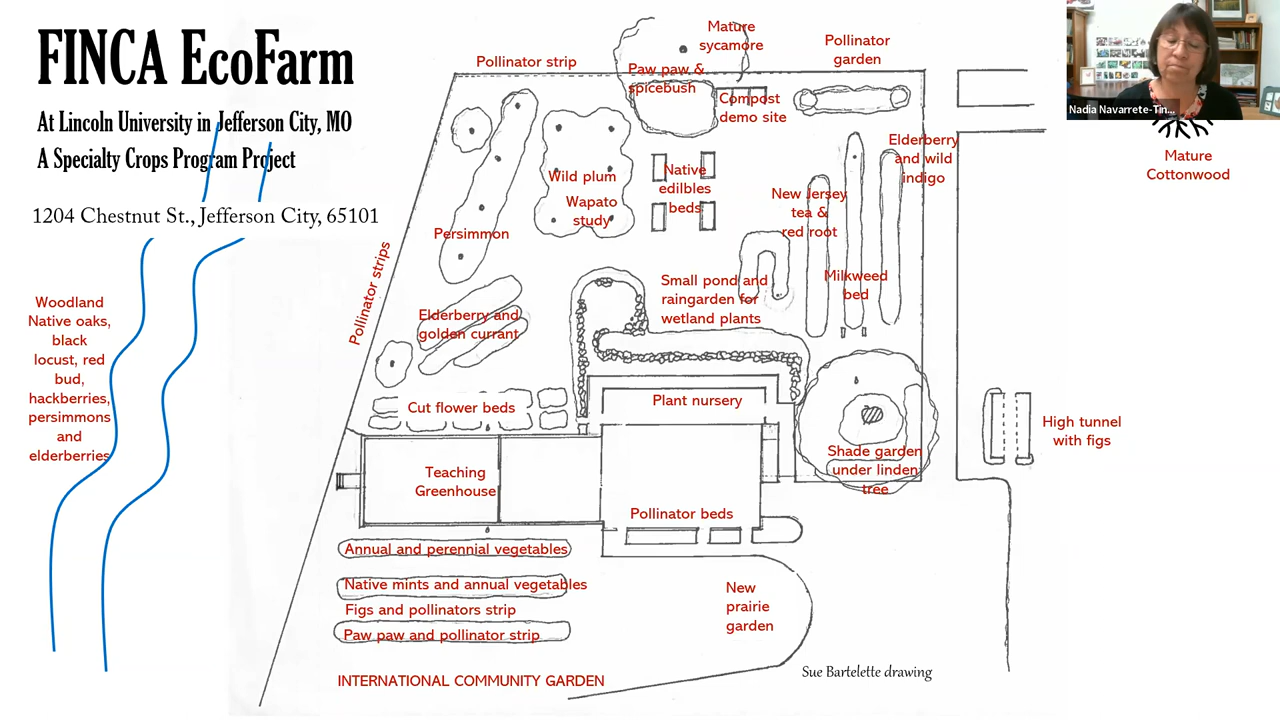 FINCA EcoFarm
At Lincoln University in Jefferson City, MO
A Specialty Crops Program Project
1204 Chestnut St., Jefferson City, 65101
Woodland
Native oaks,
black
locust, red
bud,
hackberries,
persimmons
and
elderberries
Pollinator strip
Pollinator strips
Mature
sycamore
Paw paw &
spicebush
Compost
demo site
Pollinator
garden
Persimmon
Wild plum
Wapato
study
Native
edilbles
beds
New Jersey
tea &
red root
Elderberry
and wild
indigo
Milkweed
bed
Small pond and
raingarden for
wetland plants
Elderberry and
golden currant
Cut flower beds
Plant nursery
Teaching
Greenhouse
Shade garden
under linden
tree
Pollinator beds
Annual and perennial vegetables
Native mints and annual vegetables
Figs and pollinators strip
Paw paw and pollinator strip
New
prairie
garden
INTERNATIONAL COMMUNITY GARDEN
Sue Bartelette drawing
High tunnel
with figs
Mature
Cottonwood
Nadia Navarrete-Tin...